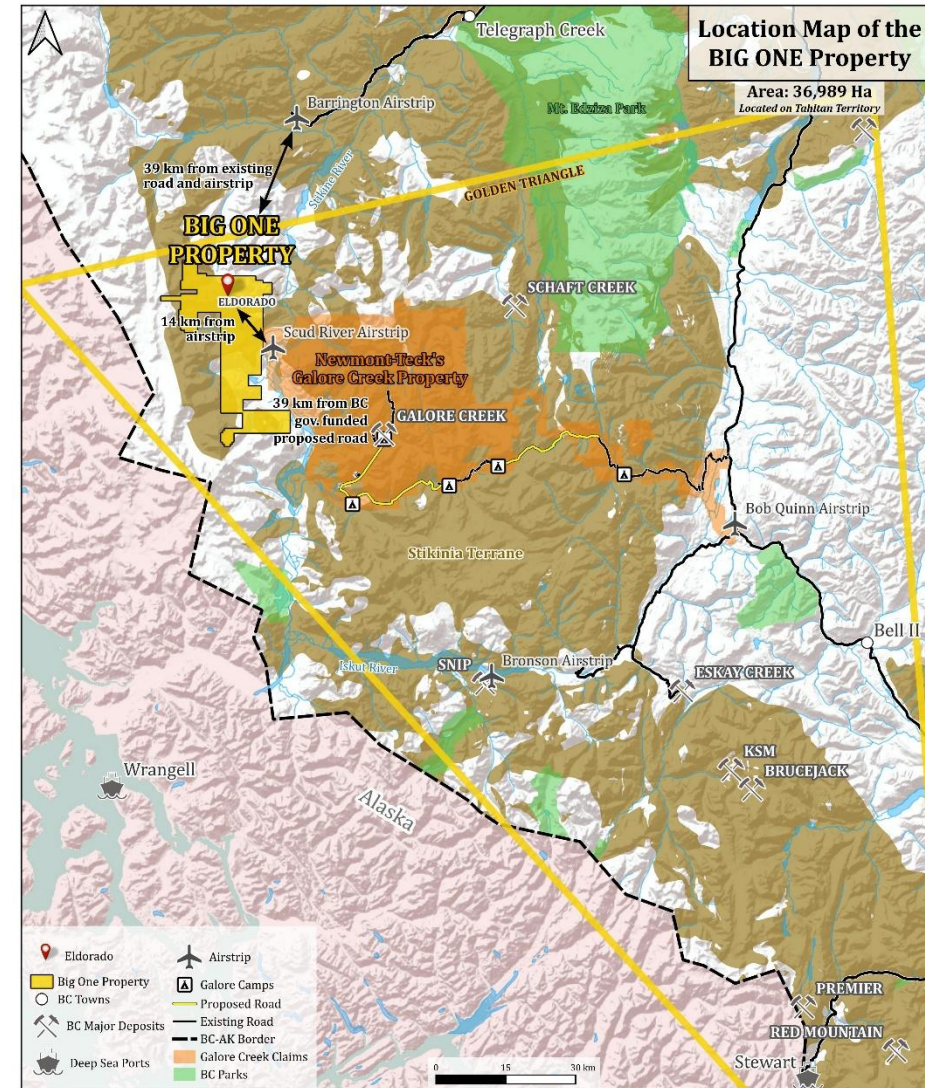 Location Map of the
BIG ONE Property
Area: 36,989 Ha
Located on Tahltan Territory
Telegraph Creek
Barrington Airstrip
Mt. Edziza Park
39 km from existing
road and airstrip
Stikine River
GOLDEN TRIANGLE
BIG ONE
PROPERTY
ELDORADO
SCHAFT CREEK
14 km from
airstrip
Scud River Airstrip
Newmont-Teck's
Galore Creek Property
39 km from BC
gov. funded
proposed road
GALORE CREEK
Bob Quinn Airstrip
Stikinia Terrane
Bell II
Iskut River
SNIP
Bronson Airstrip
ESKAY CREEK
KSM
BRUCEJACK
Wrangell
Alaska
PREMIER
RED MOUNTAIN
Stewart
Eldorado
Big One Property
BC Towns
BC Major Deposits
Deep Sea Ports
Airstrip
Galore Camps
Proposed Road
Existing Road
BC-AK Border
Galore Creek Claims
BC Parks
0 15 30 km